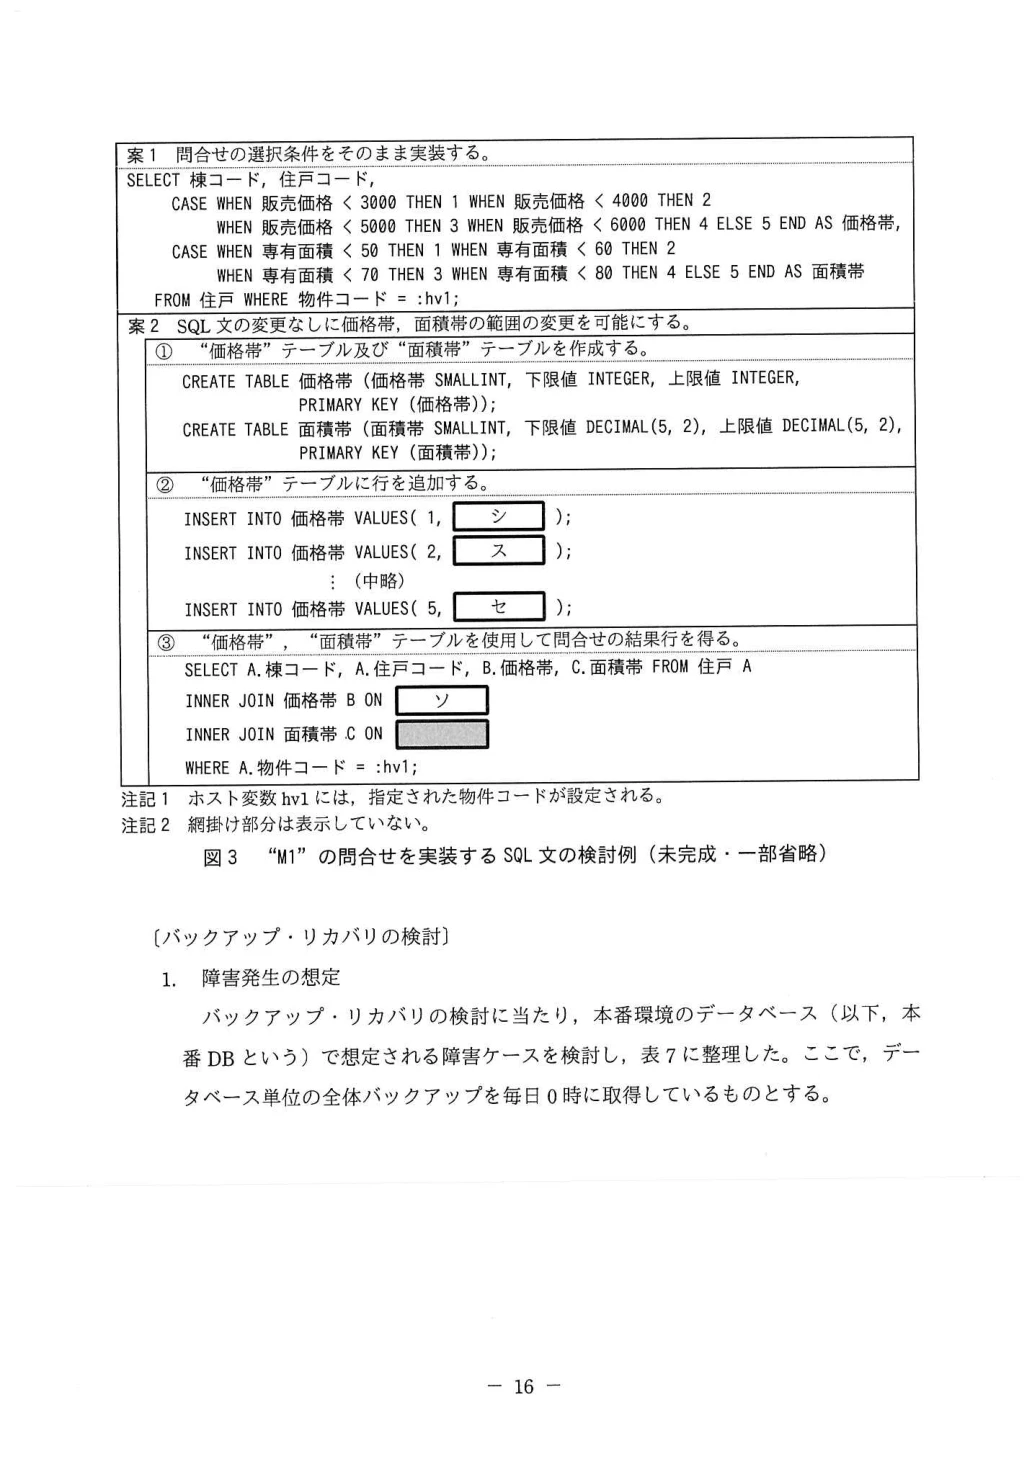 案1 問合せの選択条件をそのまま実装する。
SELECT 棟コード, 住戸コード,
CASE WHEN 販売価格 < 3000 THEN 1 WHEN 販売価格 < 4000 THEN 2
WHEN 販売価格 < 5000 THEN 3 WHEN 販売価格 < 6000 THEN 4 ELSE 5 END AS 価格帯,
CASE WHEN 専有面積 < 50 THEN 1 WHEN 専有面積 < 60 THEN 2
WHEN 専有面積 < 70 THEN 3 WHEN 専有面積 < 80 THEN 4 ELSE 5 END AS 面積帯
FROM 住戸 WHERE 物件コード = :hv1;
案2 SQL 文の変更なしに価格帯, 面積帯の範囲の変更を可能にする。
① “価格帯” テーブル及び “面積帯” テーブルを作成する。
CREATE TABLE 価格帯 (価格帯 SMALLINT, 下限値 INTEGER, 上限値 INTEGER,
PRIMARY KEY (価格帯));
CREATE TABLE 面積帯 (面積帯 SMALLINT, 下限値 DECIMAL(5, 2), 上限値 DECIMAL(5, 2),
PRIMARY KEY (面積帯));
② “価格帯” テーブルに行を追加する。
INSERT INTO 価格帯 VALUES( 1, シ );
INSERT INTO 価格帯 VALUES( 2, ス );
: (中略)
INSERT INTO 価格帯 VALUES( 5, セ );
③ “価格帯”, “面積帯” テーブルを使用して問合せの結果行を得る。
SELECT A.棟コード, A.住戸コード, B.価格帯, C.面積帯 FROM 住戸 A
INNER JOIN 価格帯 B ON ソ
INNER JOIN 面積帯 C ON
WHERE A.物件コード = :hv1;
注記1 ホスト変数 hv1 には, 指定された物件コードが設定される。
注記2 網掛け部分は表示していない。
図3 “M1” の問合せを実装する SQL 文の検討例（未完成・一部省略）
〔バックアップ・リカバリの検討〕
1. 障害発生の想定
バックアップ・リカバリの検討に当たり, 本番環境のデータベース（以下, 本
番 DB という）で想定される障害ケースを検討し, 表7に整理した。ここで, デー
タベース単位の全体バックアップを毎日0時に取得しているものとする。
— 16 —